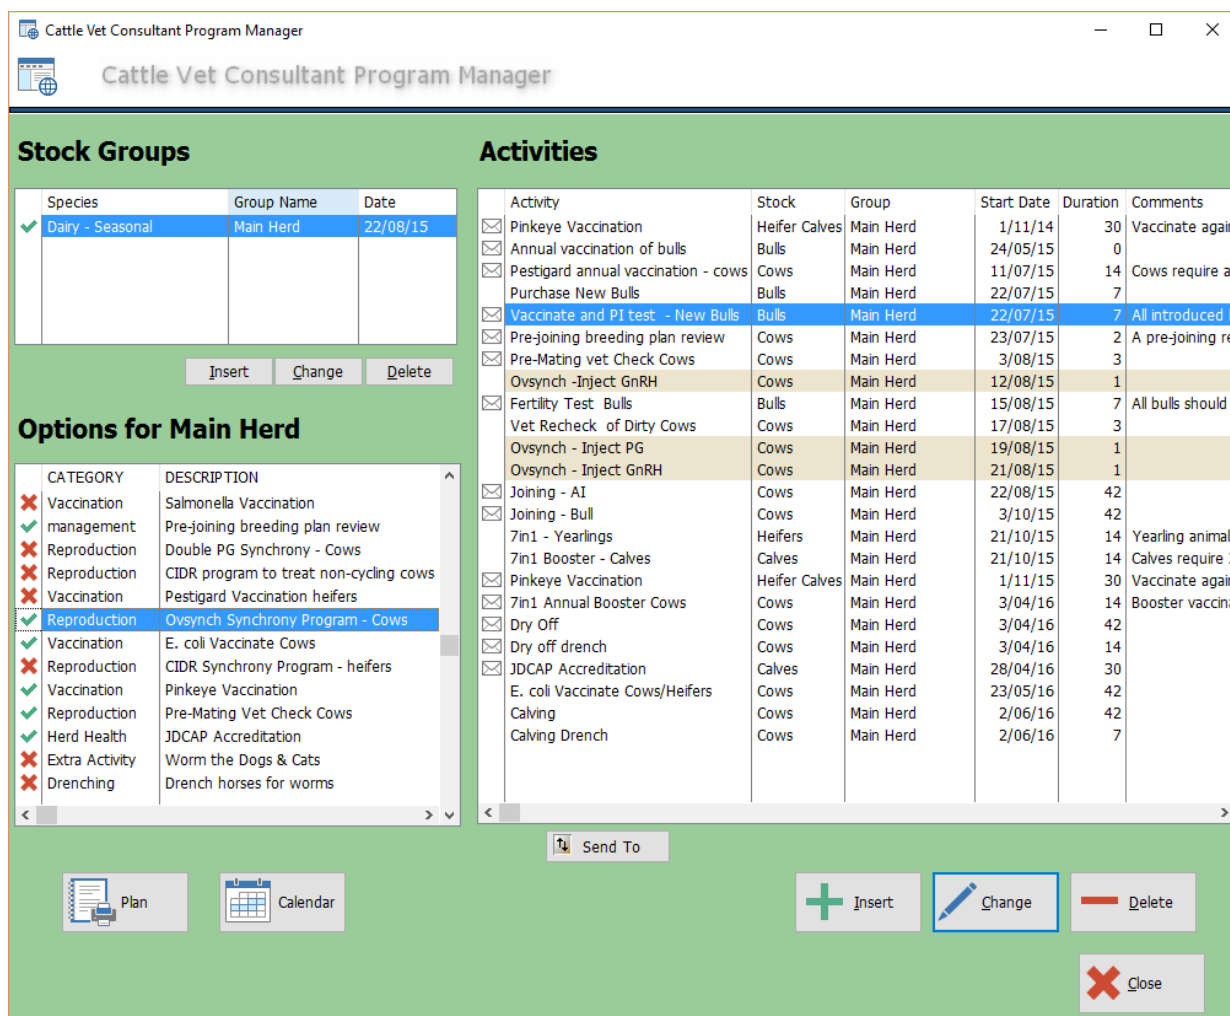 Cattle Vet Consultant Program Manager
Cattle Vet Consultant Program Manager
Stock Groups
Species Group Name Date
Dairy - Seasonal Main Herd 22/08/15
Insert Change Delete
Options for Main Herd
CATEGORY DESCRIPTION
Vaccination Salmonella Vaccination
management Pre-joining breeding plan review
Reproduction Double PG Synchrony - Cows
Reproduction CIDR program to treat non-cycling cows
Vaccination Pestigard Vaccination heifers
Reproduction Ovsynch Synchrony Program - Cows
Vaccination E. coli Vaccinate Cows
Reproduction CIDR Synchrony Program - heifers
Vaccination Pinkeye Vaccination
Reproduction Pre-Mating Vet Check Cows
Herd Health JDCAP Accreditation
Extra Activity Worm the Dogs & Cats
Drenching Drench horses for worms
Activities
Activity Stock Group Start Date Duration Comments
Pinkeye Vaccination Heifer Calves Main Herd 1/11/14 30 Vaccinate agai
Annual vaccination of bulls Bulls Main Herd 24/05/15 0
Pestigard annual vaccination - cows Cows Main Herd 11/07/15 14 Cows require a
Purchase New Bulls Bulls Main Herd 22/07/15 7
Vaccinate and PI test - New Bulls Bulls Main Herd 22/07/15 7 All introduced
Pre-joining breeding plan review Cows Main Herd 23/07/15 2 A pre-joining re
Pre-Mating vet Check Cows Cows Main Herd 3/08/15 3
Ovsynch -Inject GnRH Cows Main Herd 12/08/15 1
Fertility Test Bulls Bulls Main Herd 15/08/15 7 All bulls should
Vet Recheck of Dirty Cows Cows Main Herd 17/08/15 3
Ovsynch - Inject PG Cows Main Herd 19/08/15 1
Ovsynch - Inject GnRH Cows Main Herd 21/08/15 1
Joining - AI Cows Main Herd 22/08/15 42
Joining - Bull Cows Main Herd 3/10/15 42
7in1 - Yearlings Heifers Main Herd 21/10/15 14 Yearling animal
7in1 Booster - Calves Calves Main Herd 21/10/15 14 Calves require
Pinkeye Vaccination Heifer Calves Main Herd 1/11/15 30 Vaccinate agai
7in1 Annual Booster Cows Cows Main Herd 3/04/16 14 Booster vaccin
Dry Off Cows Main Herd 3/04/16 42
Dry off drench Cows Main Herd 3/04/16 14
JDCAP Accreditation Calves Main Herd 28/04/16 30
E. coli Vaccinate Cows/Heifers Cows Main Herd 23/05/16 42
Calving Cows Main Herd 2/06/16 42
Calving Drench Cows Main Herd 2/06/16 7
Send To
Plan Calendar Insert Change Delete
Close